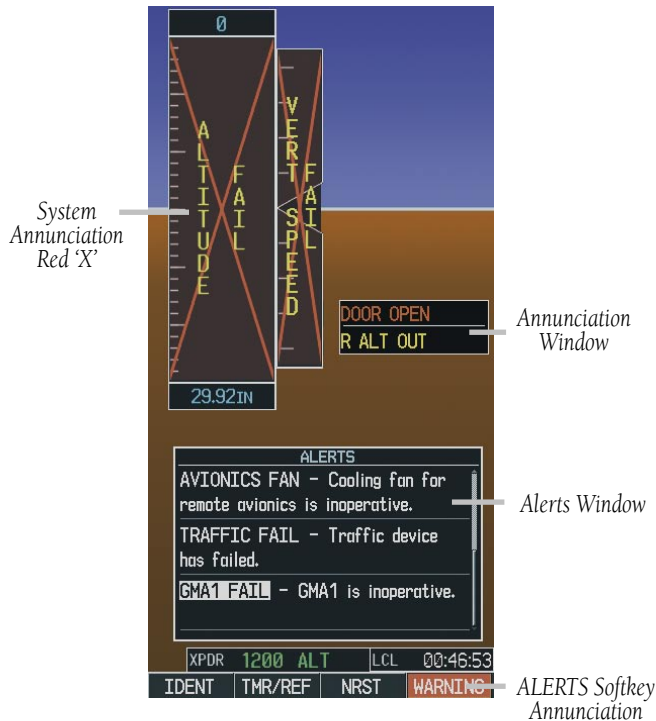 0
ALTITUDE FAIL
VERT SPEED FAIL
System
Annunciation
Red ‘X’
DOOR OPEN
R ALT OUT
Annunciation
Window
29.92IN
ALERTS
AVIONICS FAN – Cooling fan for
remote avionics is inoperative.
TRAFFIC FAIL – Traffic device
has failed.
GMA1 FAIL – GMA1 is inoperative.
Alerts Window
XPDR 1200 ALT LCL 00:46:53
IDENT TMR/REF NRST WARNING
ALERTS Softkey
Annunciation